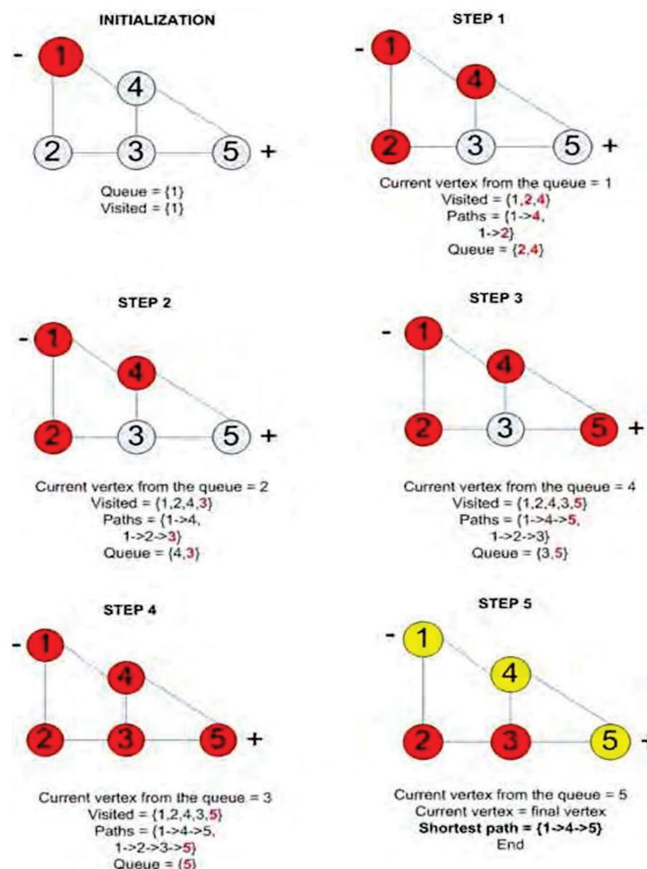 INITIALIZATION
- 1
4
2 3 5 +
Queue = {1}
Visited = {1}
STEP 1
- 1
4
2 3 5 +
Current vertex from the queue = 1
Visited = {1,2,4}
Paths = {1->4,
1->2}
Queue = {2,4}
STEP 2
- 1
4
2 3 5 +
Current vertex from the queue = 2
Visited = {1,2,4,3}
Paths = {1->4,
1->2->3}
Queue = {4,3}
STEP 3
- 1
4
2 3 5 +
Current vertex from the queue = 4
Visited = {1,2,4,3,5}
Paths = {1->4->5,
1->2->3}
Queue = {3,5}
STEP 4
- 1
4
2 3 5 +
Current vertex from the queue = 3
Visited = {1,2,4,3,5}
Paths = {1->4->5,
1->2->3->5}
Queue = {5}
STEP 5
- 1
4
2 3 5 +
Current vertex from the queue = 5
Current vertex = final vertex
Shortest path = {1->4->5}
End